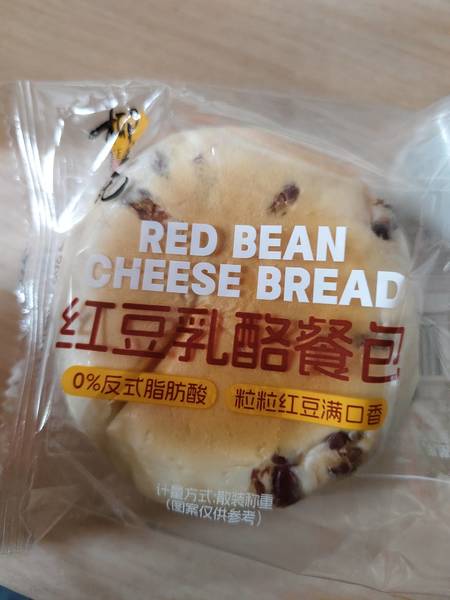 RED BEAN
CHEESE BREAD
红豆乳酪餐包
0%反式脂肪酸
粒粒红豆满口香
计量方式:散装称重
(图案仅供参考)